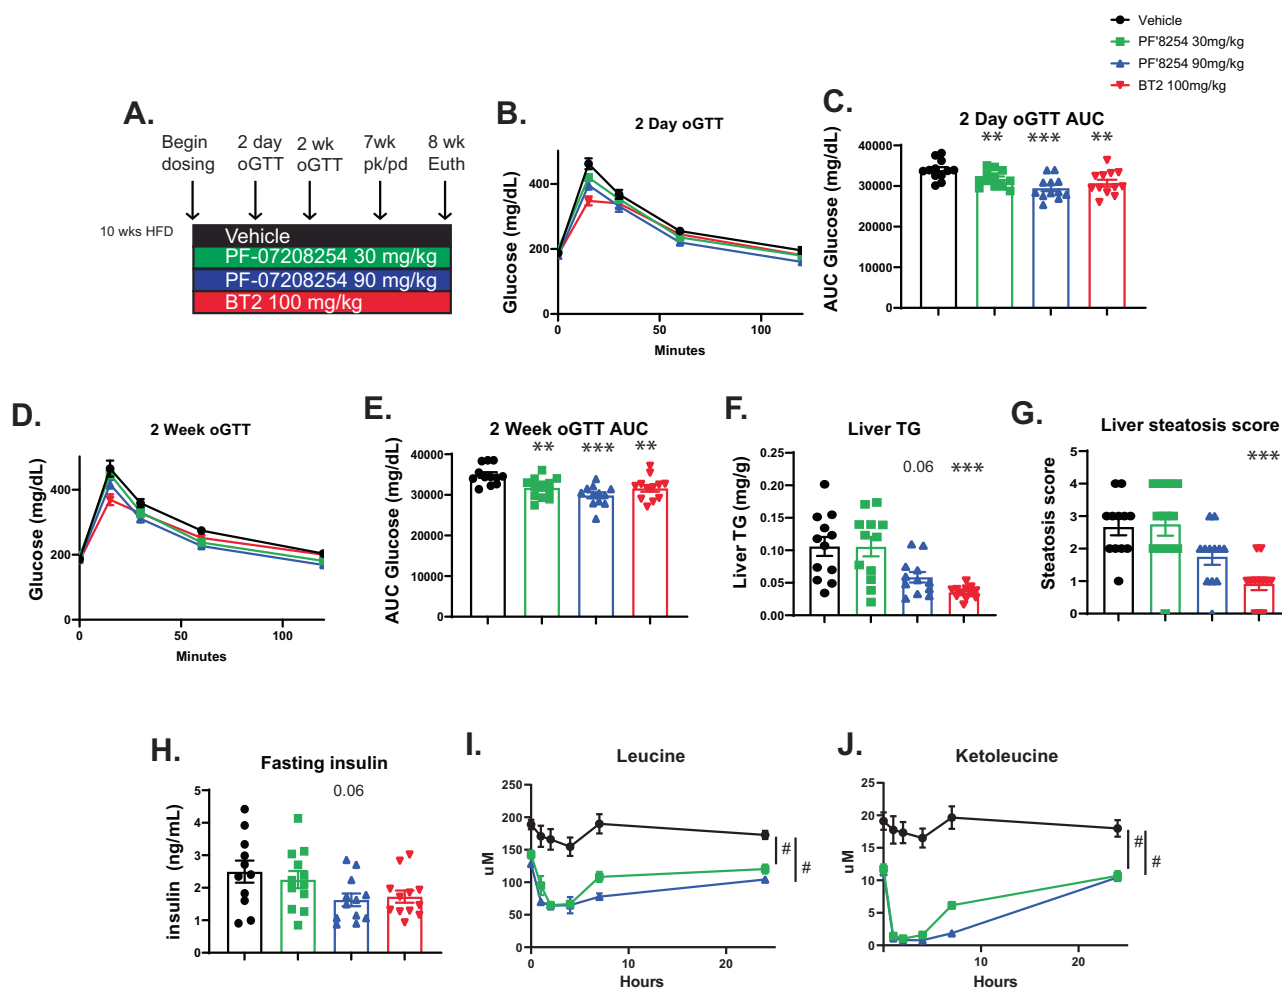 Vehicle
PF'8254 30mg/kg
PF'8254 90mg/kg
BT2 100mg/kg
A.
Begin dosing
2 day oGTT
2 wk oGTT
7wk pk/pd
8 wk Euth
10 wks HFD
Vehicle
PF-07208254 30 mg/kg
PF-07208254 90 mg/kg
BT2 100 mg/kg
B.
2 Day oGTT
Glucose (mg/dL)
400
200
0
0 50 100
Minutes
C.
2 Day oGTT AUC
** *** **
AUC Glucose (mg/dL)
40000
30000
20000
10000
0
D.
2 Week oGTT
Glucose (mg/dL)
400
200
0
0 50 100
Minutes
E.
2 Week oGTT AUC
** *** **
AUC Glucose (mg/dL)
40000
30000
20000
10000
0
F.
Liver TG
0.06 ***
Liver TG (mg/g)
0.25
0.20
0.15
0.10
0.05
0.00
G.
Liver steatosis score
***
Steatosis score
5
4
3
2
1
0
H.
Fasting insulin
0.06
insulin (ng/mL)
5
4
3
2
1
0
I.
Leucine
uM
250
200
150
100
50
0
0 10 20
Hours
#
#
J.
Ketoleucine
uM
25
20
15
10
5
0
10 20
Hours
#
#